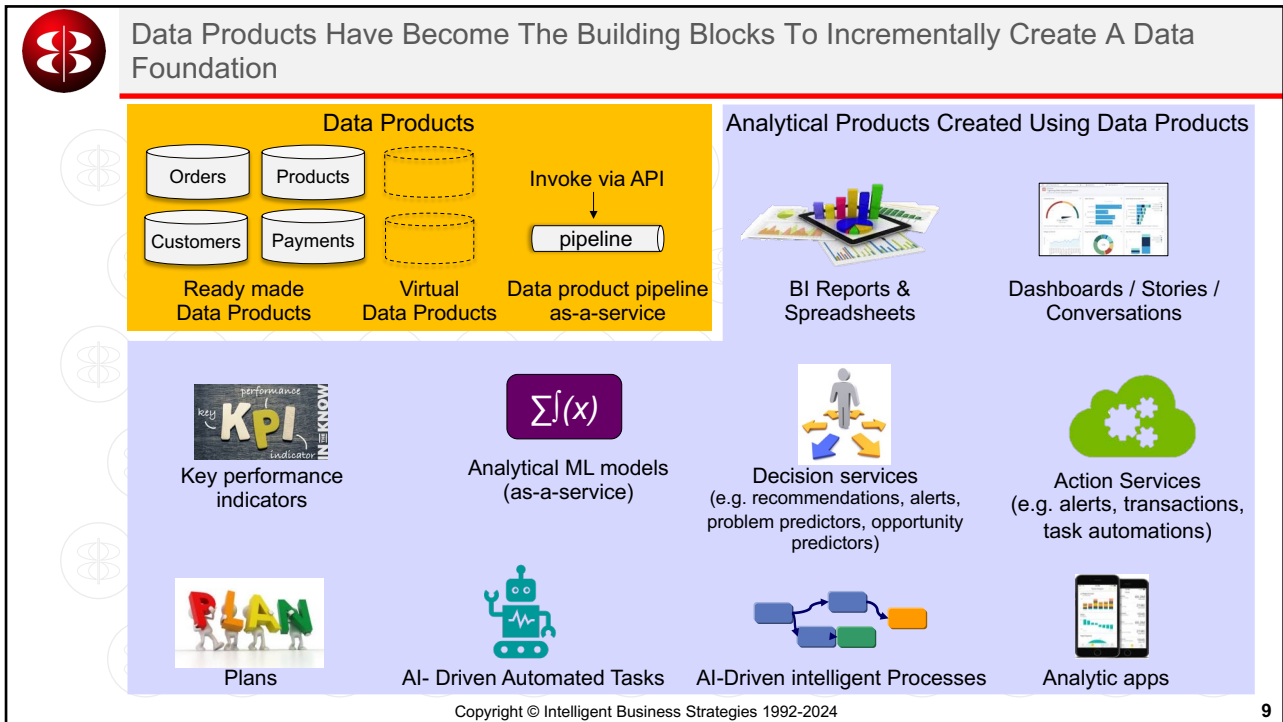 Data Products Have Become The Building Blocks To Incrementally Create A Data
Foundation
Data Products
Orders
Products
Customers
Payments
Invoke via API
pipeline
Ready made
Data Products
Virtual
Data Products
Data product pipeline
as-a-service
Analytical Products Created Using Data Products
BI Reports &
Spreadsheets
Dashboards / Stories /
Conversations
key
performance
KPI
indicator
IN THE KNOW
Key performance
indicators
∑∫(x)
Analytical ML models
(as-a-service)
Decision services
(e.g. recommendations, alerts,
problem predictors, opportunity
predictors)
Action Services
(e.g. alerts, transactions,
task automations)
PLAN
Plans
AI- Driven Automated Tasks
AI-Driven intelligent Processes
Analytic apps
Copyright © Intelligent Business Strategies 1992-2024
9